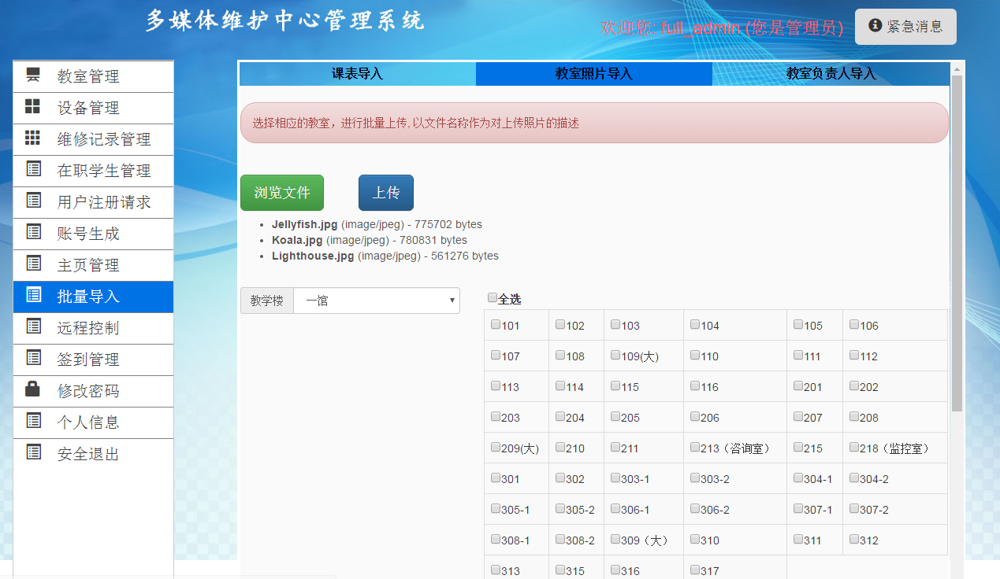 多媒体维护中心管理系统
欢迎您: full_admin (您是管理员)
紧急消息
教室管理
设备管理
维修记录管理
在职学生管理
用户注册请求
账号生成
主页管理
批量导入
远程控制
签到管理
修改密码
个人信息
安全退出
课表导入 教室照片导入 教室负责人导入
选择相应的教室，进行批量上传, 以文件名称作为对上传照片的描述
浏览文件 上传
Jellyfish.jpg (image/jpeg) - 775702 bytes
Koala.jpg (image/jpeg) - 780831 bytes
Lighthouse.jpg (image/jpeg) - 561276 bytes
教学楼 一馆
全选
101 102 103 104 105 106
107 108 109(大) 110 111 112
113 114 115 116 201 202
203 204 205 206 207 208
209(大) 210 211 213（咨询室） 215 218（监控室）
301 302 303-1 303-2 304-1 304-2
305-1 305-2 306-1 306-2 307-1 307-2
308-1 308-2 309（大） 310 311 312
313 315 316 317